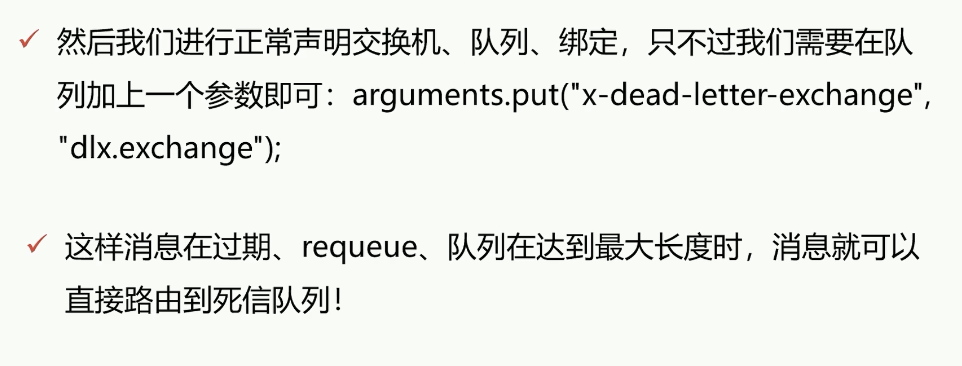 ✓ 然后我们进行正常声明交换机、队列、绑定，只不过我们需要在队
列加上一个参数即可：arguments.put("x-dead-letter-exchange",
"dlx.exchange");
✓ 这样消息在过期、requeue、队列在达到最大长度时，消息就可以
直接路由到死信队列！